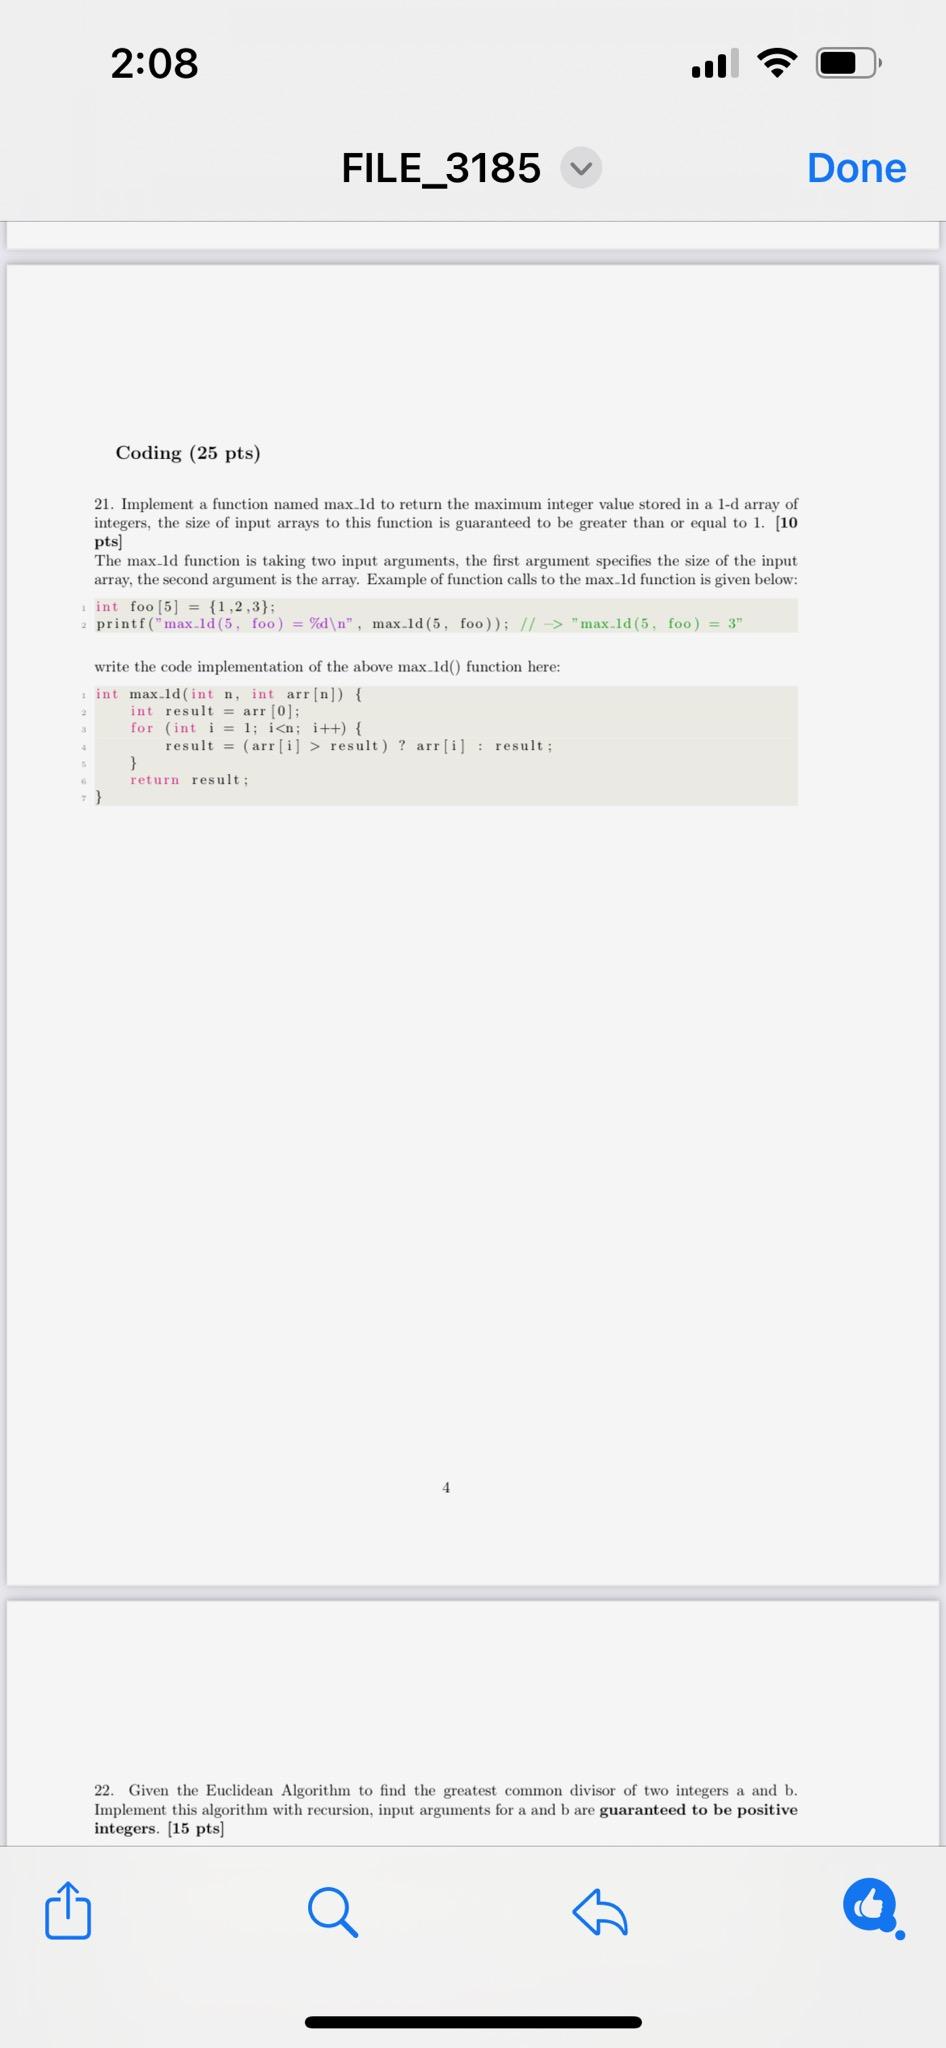 2:08
FILE_3185
Done
Coding (25 pts)
21. Implement a function named max_1d to return the maximum integer value stored in a 1-d array of
integers, the size of input arrays to this function is guaranteed to be greater than or equal to 1. [10
pts]
The max_1d function is taking two input arguments, the first argument specifies the size of the input
array, the second argument is the array. Example of function calls to the max_1d function is given below:
1 int foo[5] = {1,2,3};
2 printf("max_1d(5, foo) = %d\n", max_1d(5, foo)); // -> "max_1d(5, foo) = 3"
write the code implementation of the above max_1d() function here:
1 int max_1d(int n, int arr[n]) {
2 int result = arr[0];
3 for (int i = 1; i<n; i++) {
4 result = (arr[i] > result) ? arr[i] : result;
5 }
6 return result;
7 }
4
22. Given the Euclidean Algorithm to find the greatest common divisor of two integers a and b.
Implement this algorithm with recursion, input arguments for a and b are guaranteed to be positive
integers. [15 pts]